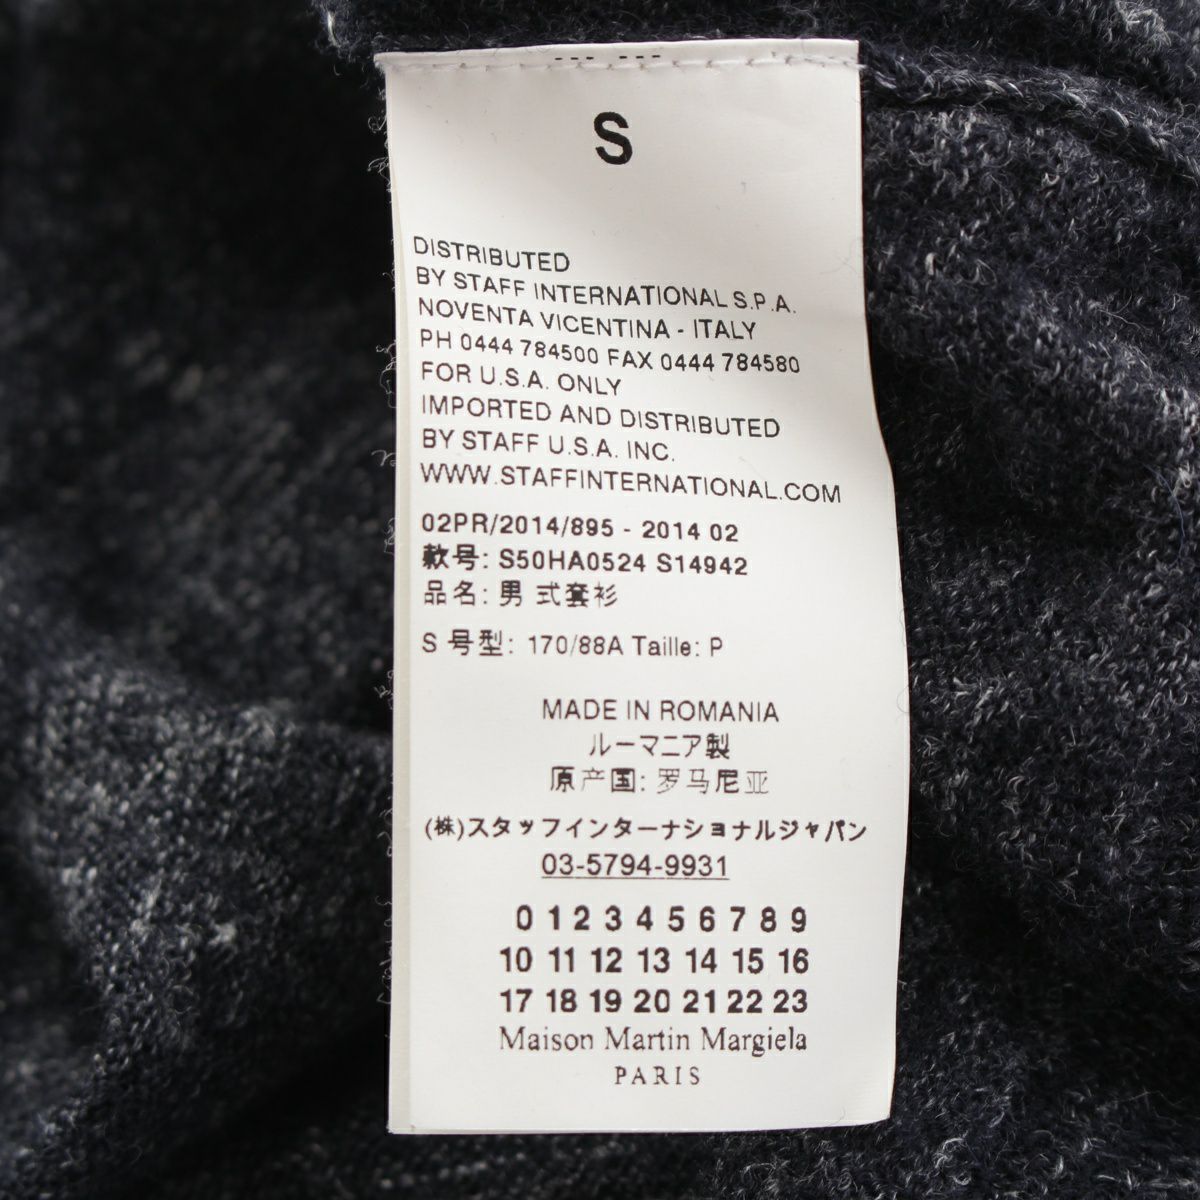 S
DISTRIBUTED
BY STAFF INTERNATIONAL S.P.A.
NOVENTA VICENTINA - ITALY
PH 0444 784500 FAX 0444 784580
FOR U.S.A. ONLY
IMPORTED AND DISTRIBUTED
BY STAFF U.S.A. INC.
WWW.STAFFINTERNATIONAL.COM
02PR/2014/895 - 2014 02
款号: S50HA0524 S14942
品名: 男 式套衫
S 号型: 170/88A Taille: P
MADE IN ROMANIA
ルーマニア製
原产国: 罗马尼亚
(株)スタッフインターナショナルジャパン
03-5794-9931
0 1 2 3 4 5 6 7 8 9
10 11 12 13 14 15 16
17 18 19 20 21 22 23
Maison Martin Margiela
PARIS